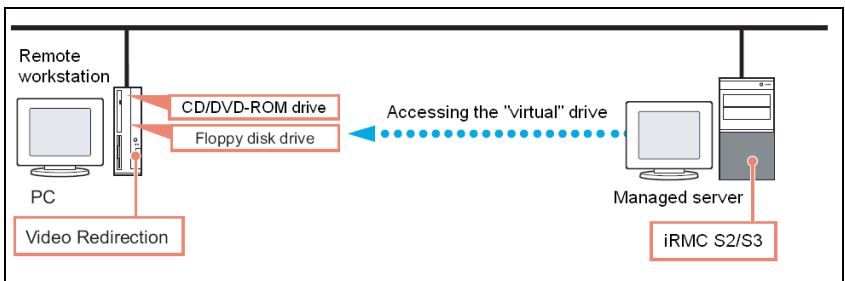 Remote
workstation
CD/DVD-ROM drive
Floppy disk drive
Accessing the "virtual" drive
PC
Managed server
Video Redirection
iRMC S2/S3